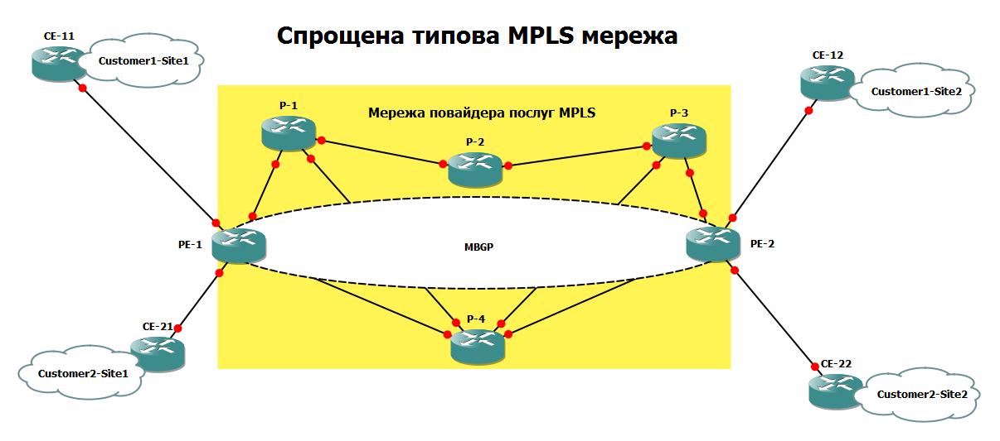 Спрощена типова MPLS мережа
CE-11
Customer1-Site1
CE-12
Customer1-Site2
Мережа повайдера послуг MPLS
P-1
P-2
P-3
PE-1
MBGP
PE-2
P-4
CE-21
Customer2-Site1
CE-22
Customer2-Site2